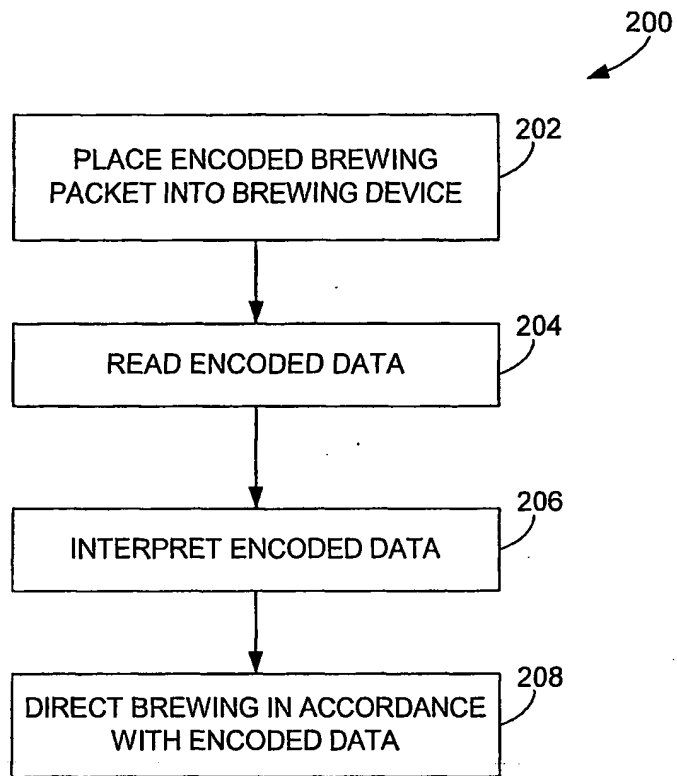 200
202
PLACE ENCODED BREWING
PACKET INTO BREWING DEVICE
204
READ ENCODED DATA
206
INTERPRET ENCODED DATA
208
DIRECT BREWING IN ACCORDANCE
WITH ENCODED DATA